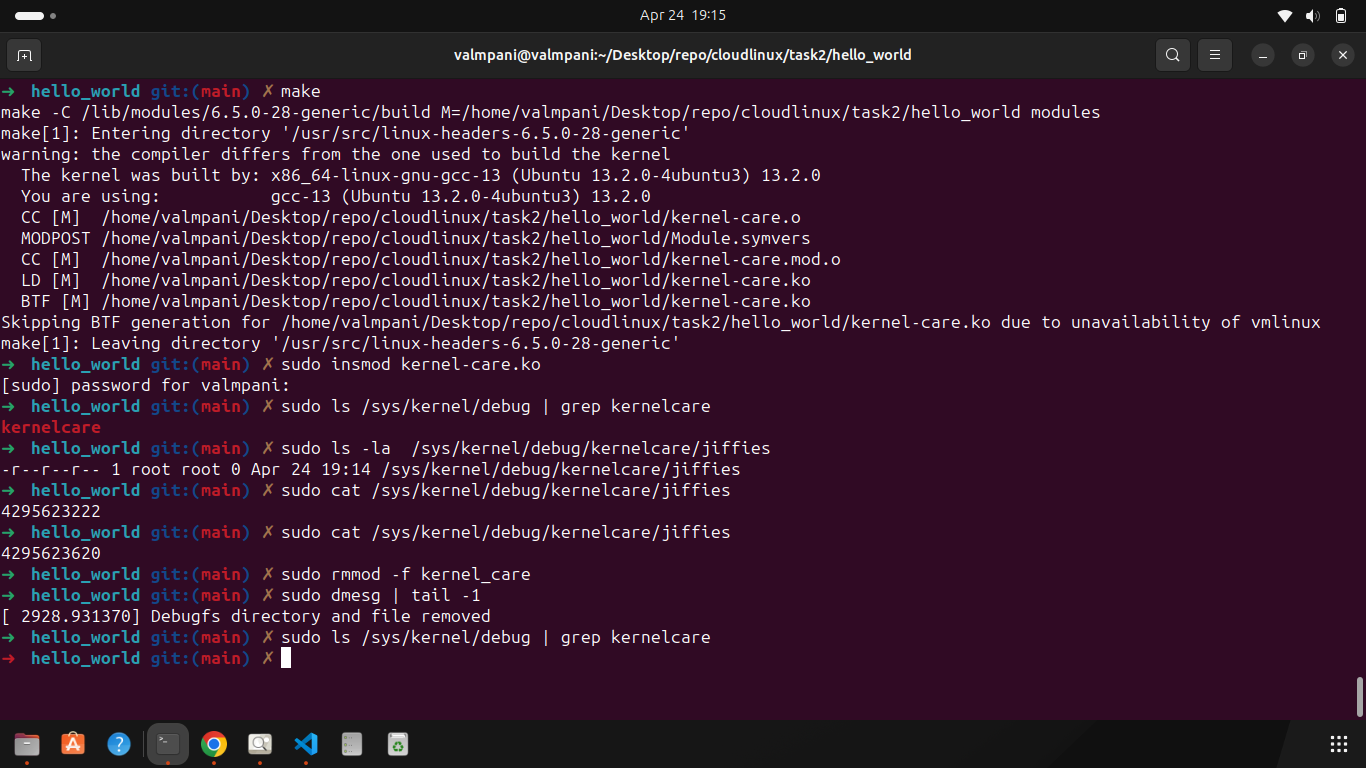 Apr 24 19:15
valmpani@valmpani:~/Desktop/repo/cloudlinux/task2/hello_world
➜ hello_world git:(main) ✗ make
make -C /lib/modules/6.5.0-28-generic/build M=/home/valmpani/Desktop/repo/cloudlinux/task2/hello_world modules
make[1]: Entering directory '/usr/src/linux-headers-6.5.0-28-generic'
warning: the compiler differs from the one used to build the kernel
  The kernel was built by: x86_64-linux-gnu-gcc-13 (Ubuntu 13.2.0-4ubuntu3) 13.2.0
  You are using:           gcc-13 (Ubuntu 13.2.0-4ubuntu3) 13.2.0
  CC [M]  /home/valmpani/Desktop/repo/cloudlinux/task2/hello_world/kernel-care.o
  MODPOST /home/valmpani/Desktop/repo/cloudlinux/task2/hello_world/Module.symvers
  CC [M]  /home/valmpani/Desktop/repo/cloudlinux/task2/hello_world/kernel-care.mod.o
  LD [M]  /home/valmpani/Desktop/repo/cloudlinux/task2/hello_world/kernel-care.ko
  BTF [M] /home/valmpani/Desktop/repo/cloudlinux/task2/hello_world/kernel-care.ko
Skipping BTF generation for /home/valmpani/Desktop/repo/cloudlinux/task2/hello_world/kernel-care.ko due to unavailability of vmlinux
make[1]: Leaving directory '/usr/src/linux-headers-6.5.0-28-generic'
➜ hello_world git:(main) ✗ sudo insmod kernel-care.ko
[sudo] password for valmpani:
➜ hello_world git:(main) ✗ sudo ls /sys/kernel/debug | grep kernelcare
kernelcare
➜ hello_world git:(main) ✗ sudo ls -la  /sys/kernel/debug/kernelcare/jiffies
-r--r--r-- 1 root root 0 Apr 24 19:14 /sys/kernel/debug/kernelcare/jiffies
➜ hello_world git:(main) ✗ sudo cat /sys/kernel/debug/kernelcare/jiffies
4295623222
➜ hello_world git:(main) ✗ sudo cat /sys/kernel/debug/kernelcare/jiffies
4295623620
➜ hello_world git:(main) ✗ sudo rmmod -f kernel_care
➜ hello_world git:(main) ✗ sudo dmesg | tail -1
[ 2928.931370] Debugfs directory and file removed
➜ hello_world git:(main) ✗ sudo ls /sys/kernel/debug | grep kernelcare
➜ hello_world git:(main) ✗